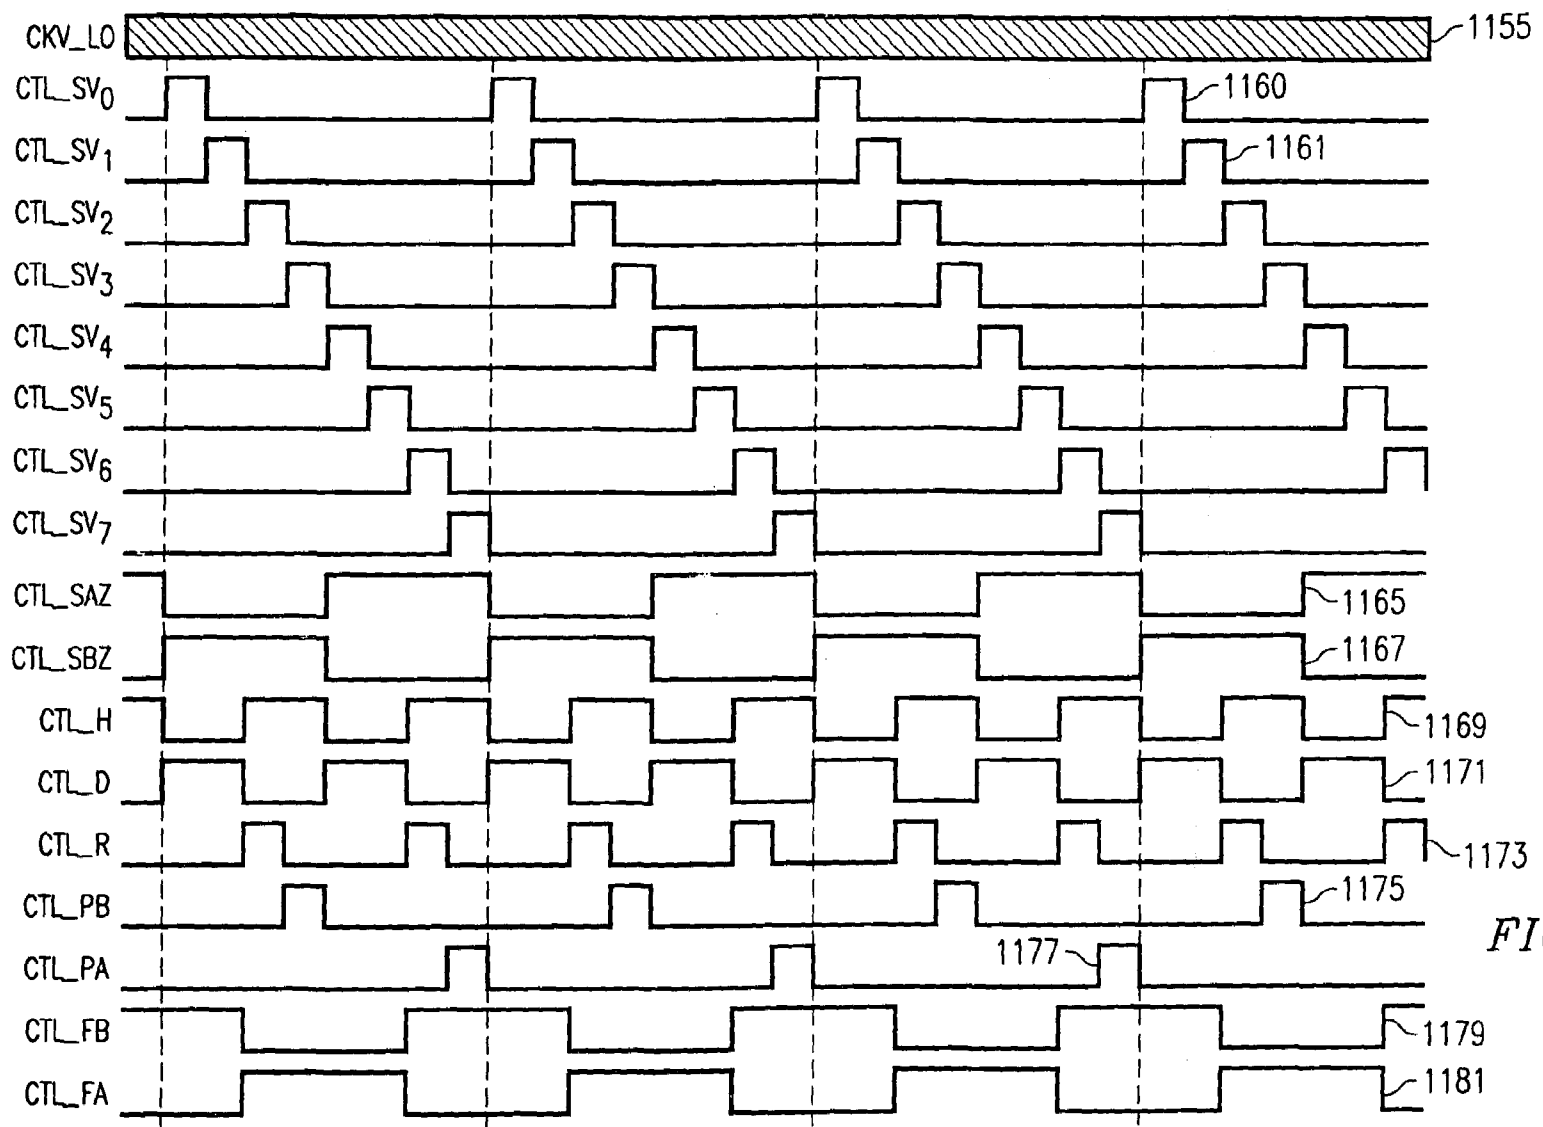 CKV_LO 1155
CTL_SV0 1160
CTL_SV1 1161
CTL_SV2
CTL_SV3
CTL_SV4
CTL_SV5
CTL_SV6
CTL_SV7
CTL_SAZ 1165
CTL_SBZ 1167
CTL_H 1169
CTL_D 1171
CTL_R 1173
CTL_PB 1175
FI
CTL_PA 1177
CTL_FB 1179
CTL_FA 1181